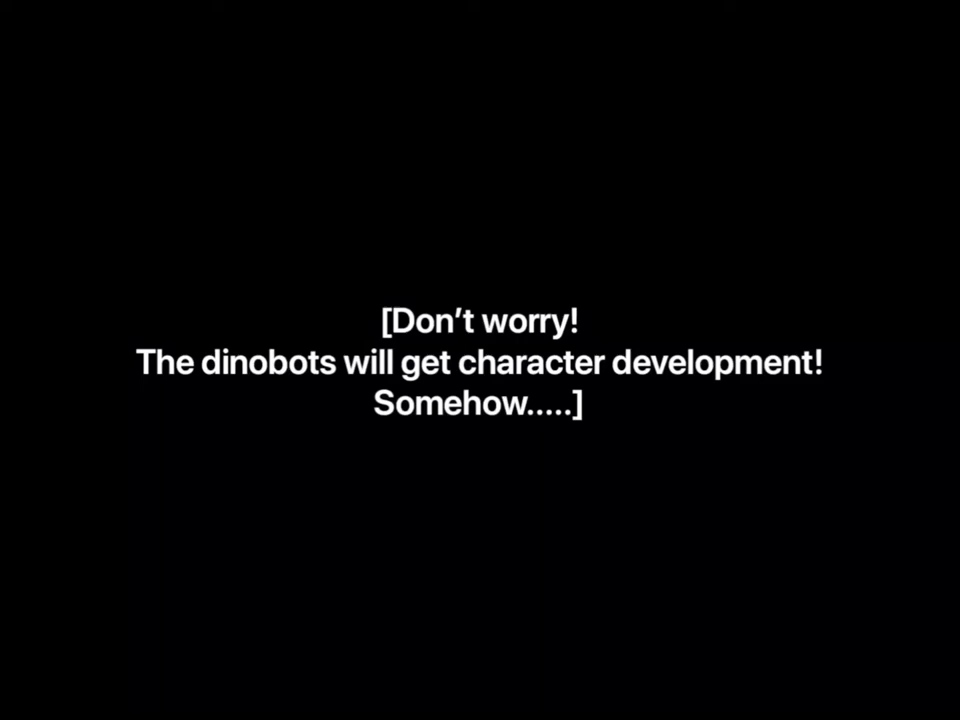 [Don’t worry!
The dinobots will get character development!
Somehow.....]